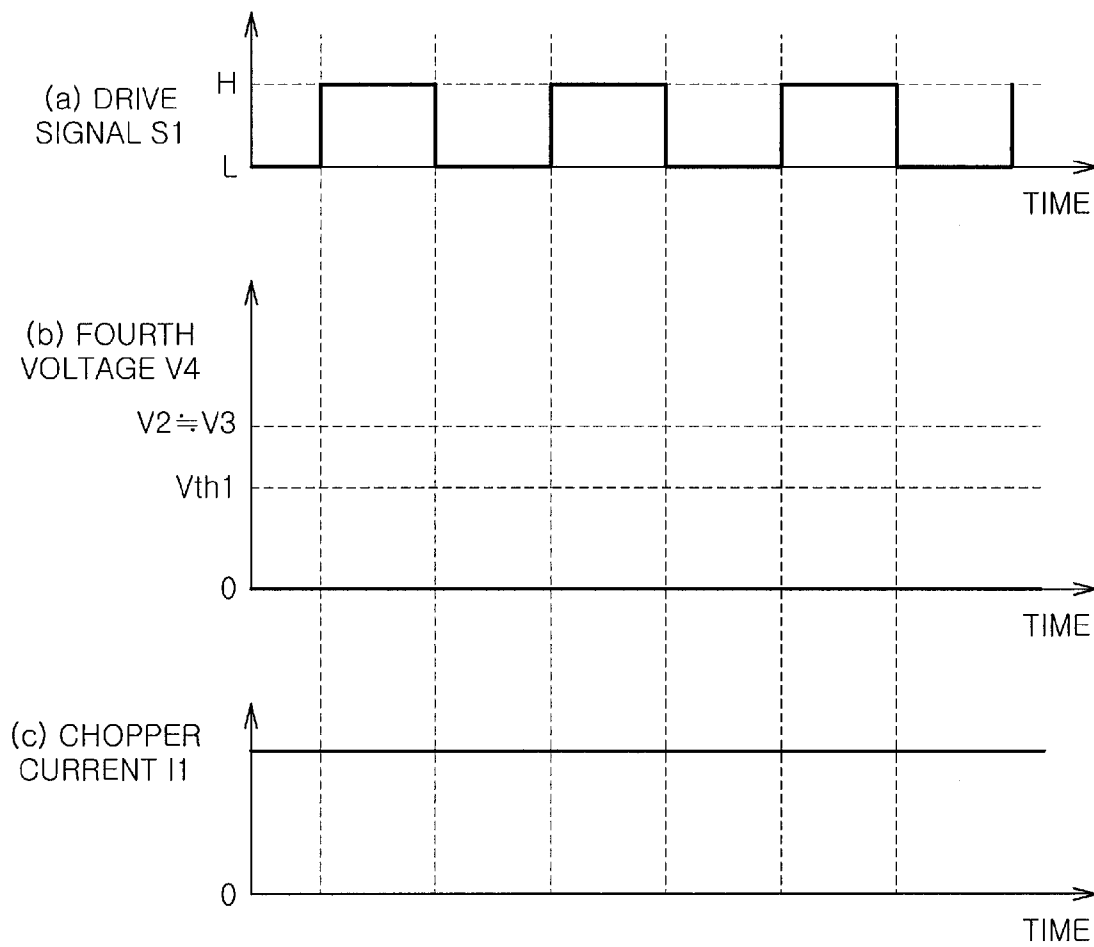 (a) DRIVE
SIGNAL S1
H
L
TIME
(b) FOURTH
VOLTAGE V4
V2≒V3
Vth1
0
TIME
(c) CHOPPER
CURRENT I1
0
TIME